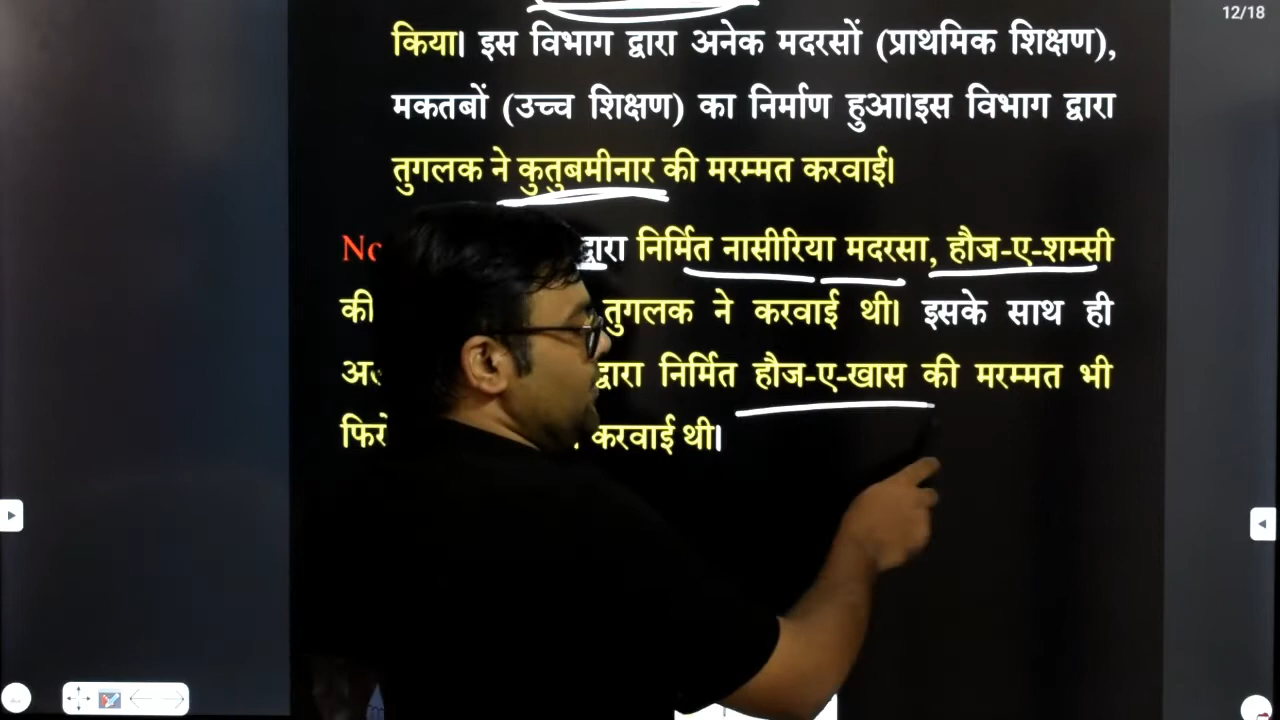 12/18
किया। इस विभाग द्वारा अनेक मदरसों (प्राथमिक शिक्षण),
मकतबों (उच्च शिक्षण) का निर्माण हुआ।इस विभाग द्वारा
तुगलक ने कुतुबमीनार की मरम्मत करवाई।
द्वारा निर्मित नासीरिया मदरसा, हौज-ए-शम्सी
की तुगलक ने करवाई थी। इसके साथ ही
द्वारा निर्मित हौज-ए-खास की मरम्मत भी
करवाई थी।